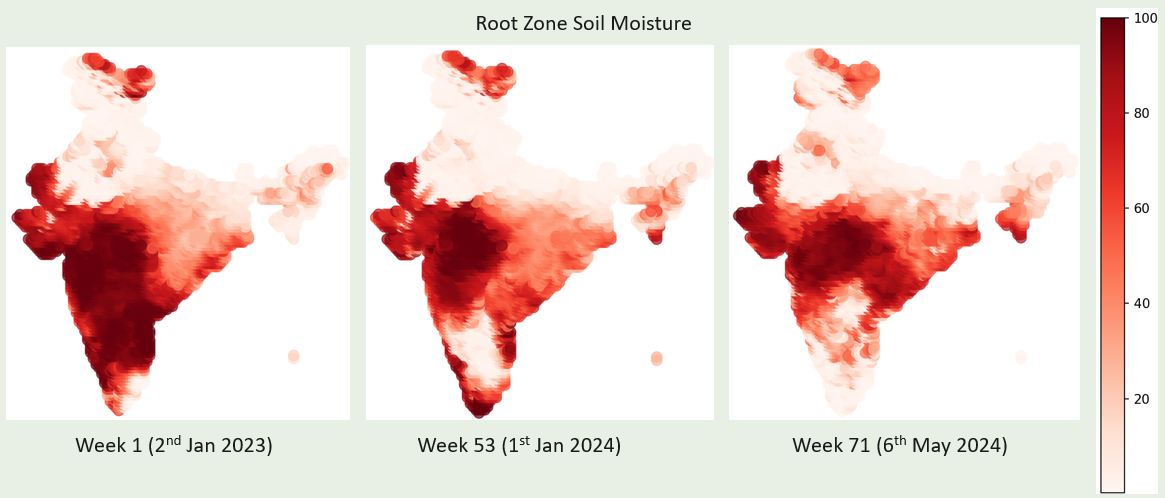 Root Zone Soil Moisture
100
80
60
40
20
Week 1 (2nd Jan 2023)
Week 53 (1st Jan 2024)
Week 71 (6th May 2024)